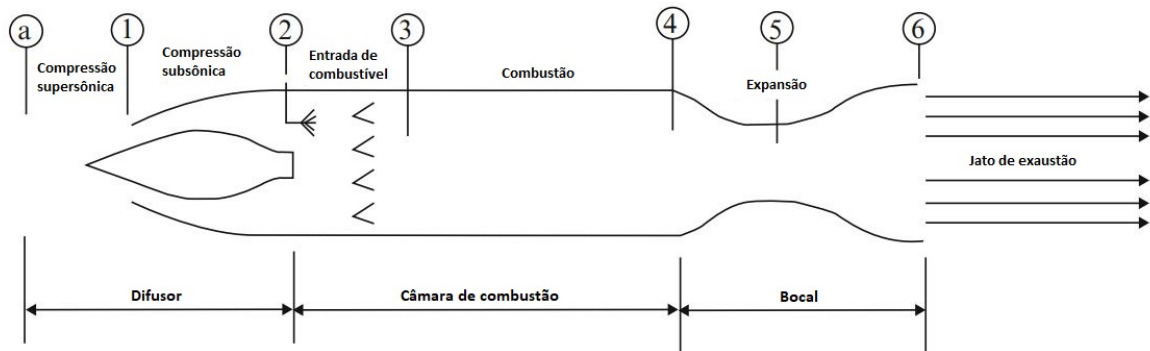 a
1
2
3
4
5
6
Compressão
supersônica
Compressão
subsônica
Entrada de
combustível
Combustão
Expansão
Jato de exaustão
Difusor
Câmara de combustão
Bocal